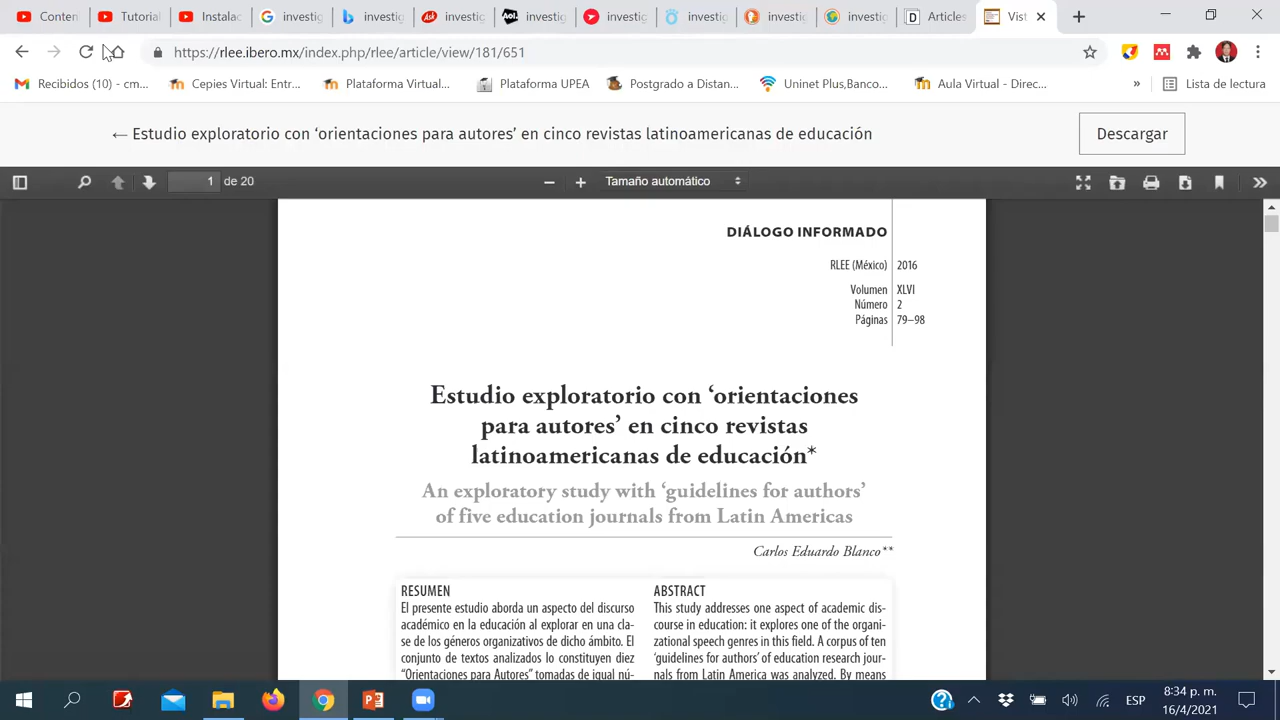 Conten
Tutorial
Instala
investig
investig
investig
investig
investig
investig
investig
investig
Articles
Vist
https://rlee.ibero.mx/index.php/rlee/article/view/181/651
Recibidos (10) - cm...
Cepies Virtual: Entr...
Plataforma Virtual...
Plataforma UPEA
Postgrado a Distan...
Uninet Plus,Banco...
Aula Virtual - Direc...
»
Lista de lectura
← Estudio exploratorio con ‘orientaciones para autores’ en cinco revistas latinoamericanas de educación
Descargar
1 de 20
Tamaño automático
DIÁLOGO INFORMADO
RLEE (México) 2016
Volumen XLVI
Número 2
Páginas 79–98
Estudio exploratorio con ‘orientaciones
para autores’ en cinco revistas
latinoamericanas de educación*
An exploratory study with ‘guidelines for authors’
of five education journals from Latin Americas
Carlos Eduardo Blanco**
RESUMEN
El presente estudio aborda un aspecto del discurso
académico en la educación al explorar en una cla-
se de los géneros organizativos de dicho ámbito. El
conjunto de textos analizados lo constituyen diez
“Orientaciones para Autores” tomadas de igual nú-
ABSTRACT
This study addresses one aspect of academic dis-
course in education: it explores one of the organi-
zational speech genres in this field. A corpus of ten
‘guidelines for authors’ of education research jour-
nals from Latin America was analyzed. By means
ESP
8:34 p. m.
16/4/2021